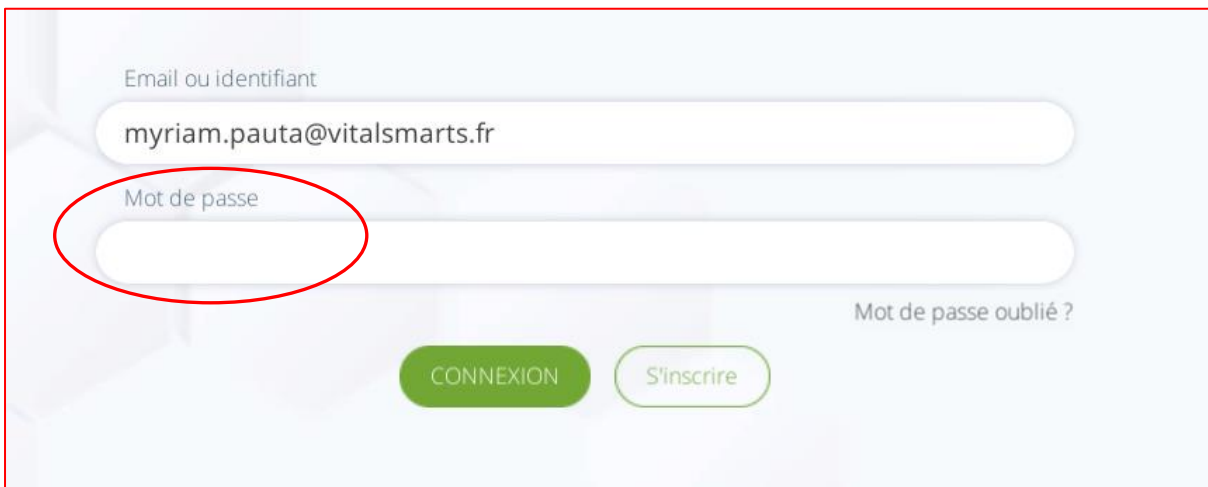 Email ou identifiant
myriam.pauta@vitalsmarts.fr
Mot de passe
Mot de passe oublié ?
CONNEXION S'inscrire